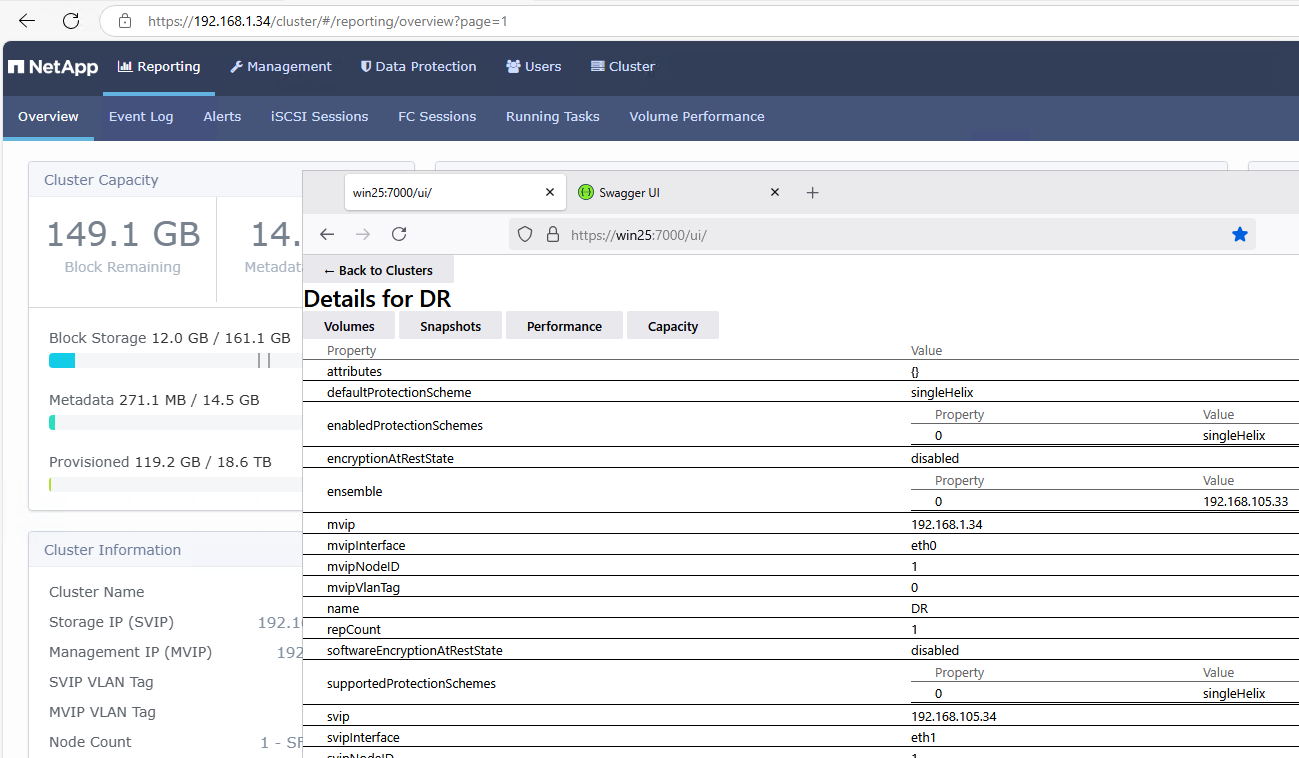 https://192.168.1.34/cluster/#/reporting/overview?page=1
NetApp Reporting Management Data Protection Users Cluster
Overview Event Log Alerts iSCSI Sessions FC Sessions Running Tasks Volume Performance
Cluster Capacity
149.1 GB
Block Remaining
14.
Block Storage 12.0 GB / 161.1 GB
Metadata 271.1 MB / 14.5 GB
Provisioned 119.2 GB / 18.6 TB
Cluster Information
Cluster Name
Storage IP (SVIP) 192.1
Management IP (MVIP) 192
SVIP VLAN Tag
MVIP VLAN Tag
Node Count 1 - SF
win25:7000/ui/ Swagger UI
https://win25:7000/ui/
← Back to Clusters
Details for DR
Volumes Snapshots Performance Capacity
Property Value
attributes {}
defaultProtectionScheme singleHelix
enabledProtectionSchemes
Property Value
0 singleHelix
encryptionAtRestState disabled
ensemble
Property Value
0 192.168.105.33
mvip 192.168.1.34
mvipInterface eth0
mvipNodeID 1
mvipVlanTag 0
name DR
repCount 1
softwareEncryptionAtRestState disabled
supportedProtectionSchemes
Property Value
0 singleHelix
svip 192.168.105.34
svipInterface eth1
svipNodeID 1